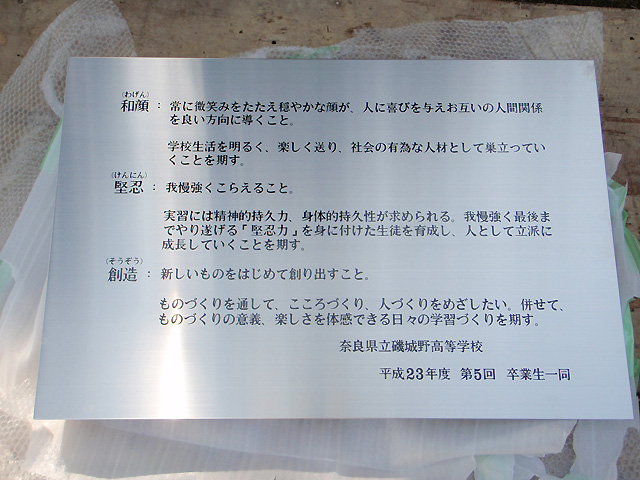 (わげん)
和顔 : 常に微笑みをたたえ穏やかな顔が、人に喜びを与えお互いの人間関係
を良い方向に導くこと。
学校生活を明るく、楽しく送り、社会の有為な人材として巣立ってい
くことを期す。
(けんにん)
堅忍 : 我慢強くこらえること。
実習には精神的持久力、身体的持久性が求められる。我慢強く最後ま
でやり遂げる「堅忍力」を身に付けた生徒を育成し、人として立派に
成長していくことを期す。
(そうぞう)
創造 : 新しいものをはじめて創り出すこと。
ものづくりを通して、こころづくり、人づくりをめざしたい。併せて、
ものづくりの意義、楽しさを体感できる日々の学習づくりを期す。
奈良県立磯城野高等学校
平成23年度 第5回 卒業生一同